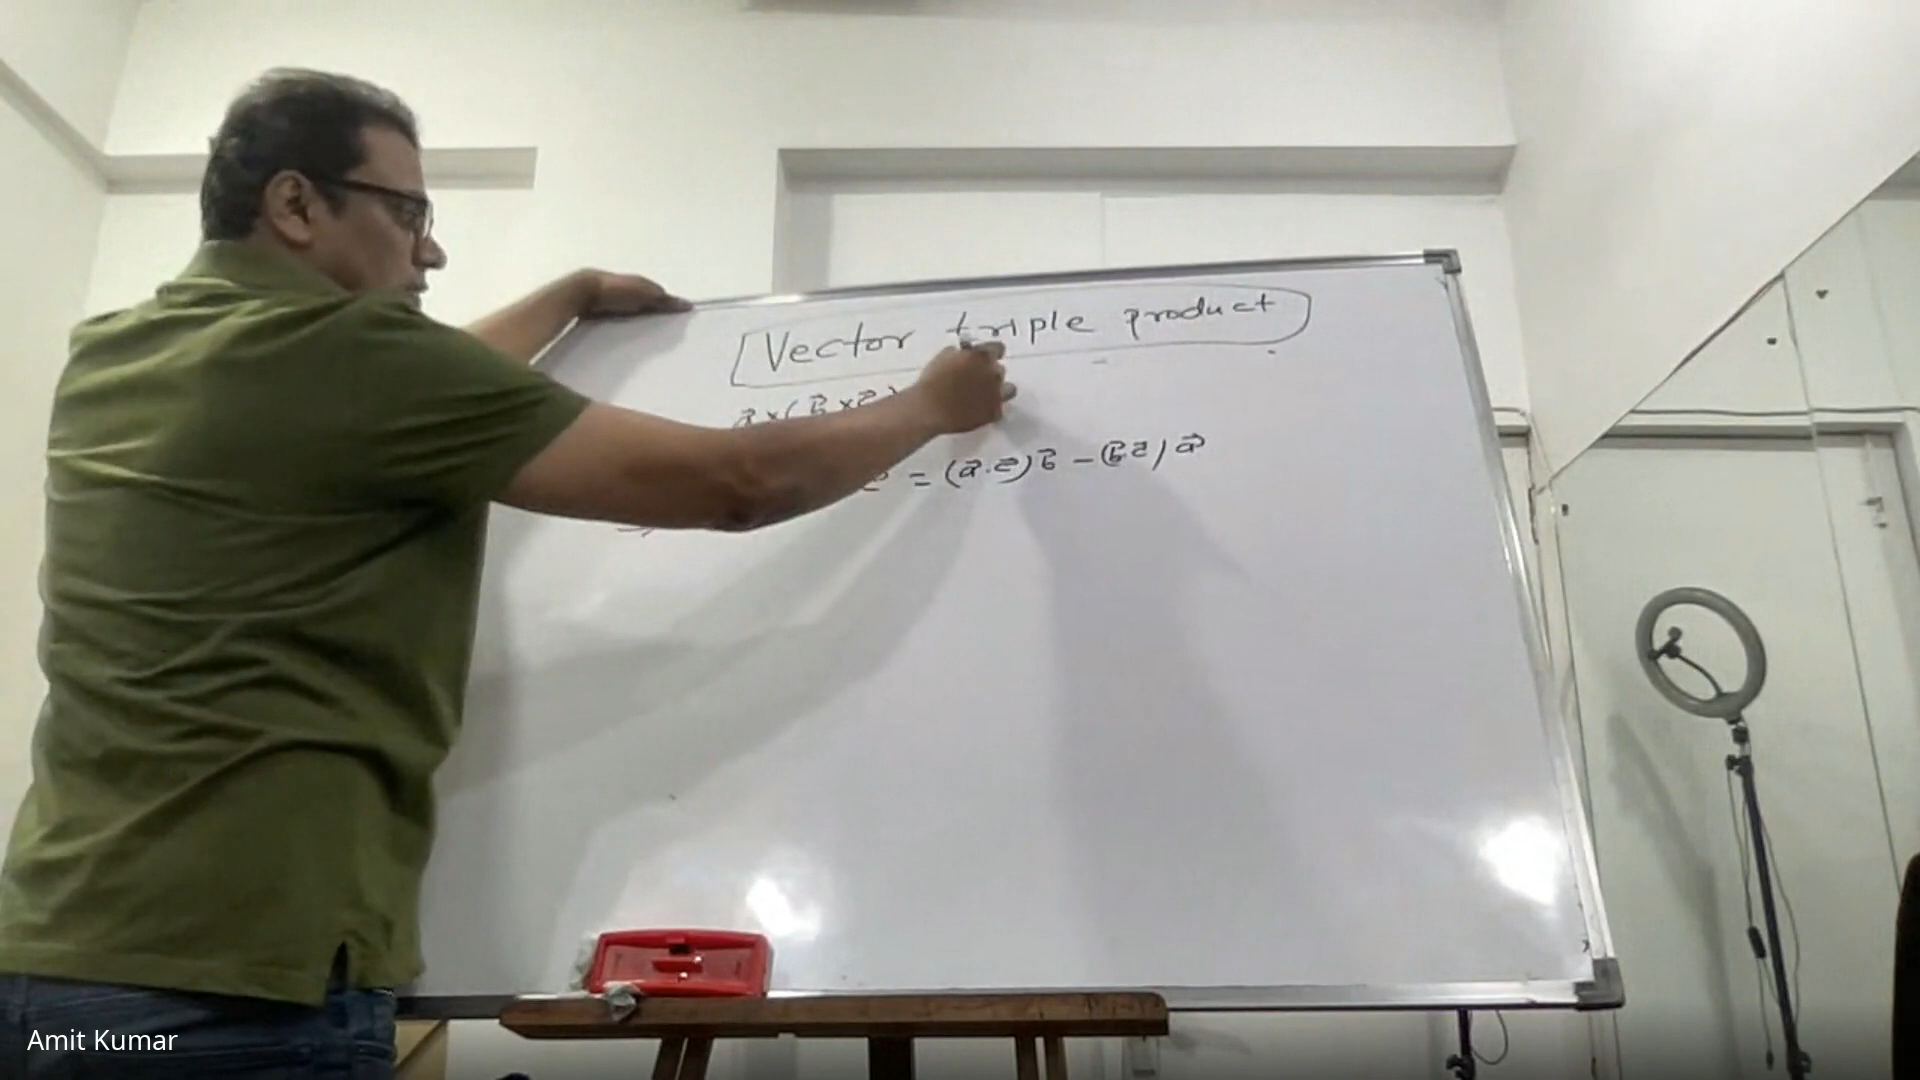 Vector triple product
a⃗ × ( b⃗ × c⃗ )
c⃗ = (a⃗ . c⃗) b⃗ – (b⃗ . c⃗) a⃗
Amit Kumar